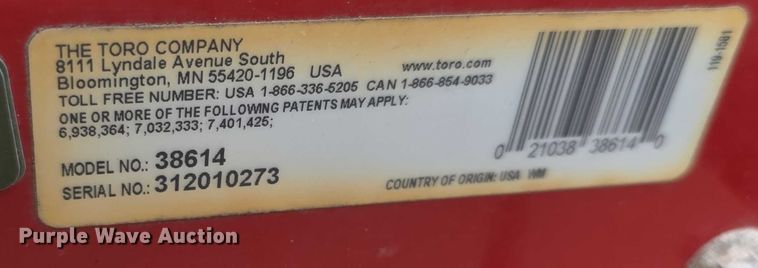 THE TORO COMPANY
8111 Lyndale Avenue South
Bloomington, MN 55420-1196 USA www.toro.com
TOLL FREE NUMBER: USA 1-866-336-5205 CAN 1-866-854-9033
ONE OR MORE OF THE FOLLOWING PATENTS MAY APPLY:
6,938,364; 7,032,333; 7,401,425;
MODEL NO.: 38614
SERIAL NO.: 312010273
COUNTRY OF ORIGIN: USA WM
0 21038 38614 0
119-1581
Purple Wave Auction